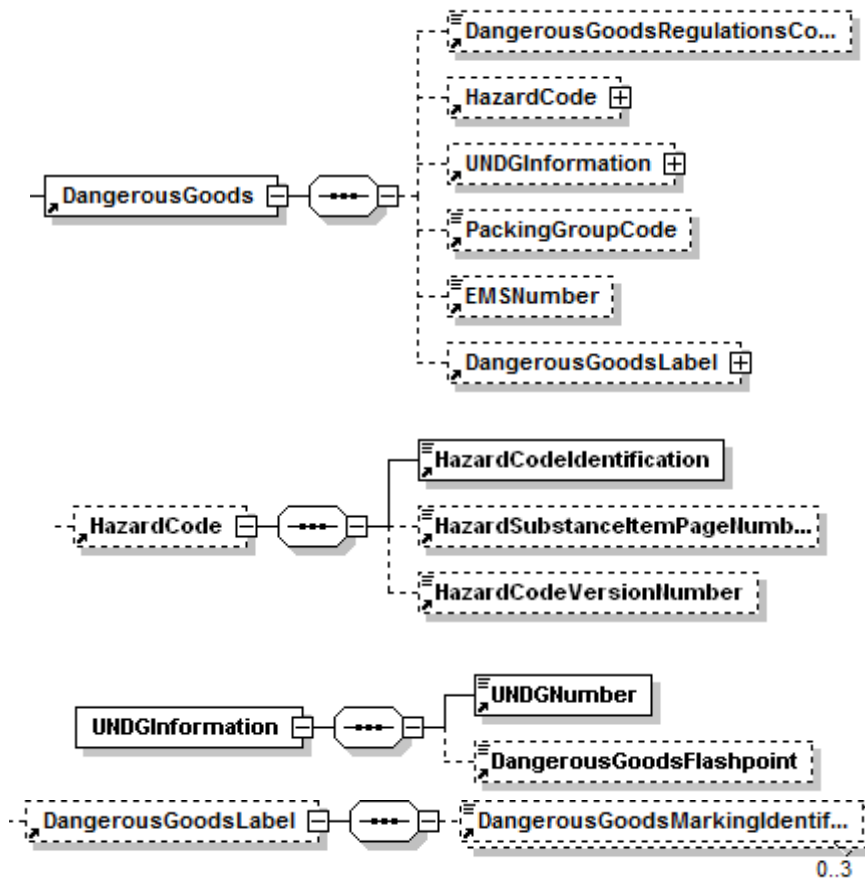 DangerousGoodsRegulationsCo...
HazardCode
UNDGInformation
DangerousGoods
PackingGroupCode
EMSNumber
DangerousGoodsLabel
HazardCodeIdentification
HazardCode
HazardSubstanceItemPageNumb...
HazardCodeVersionNumber
UNDGNumber
UNDGInformation
DangerousGoodsFlashpoint
DangerousGoodsLabel
DangerousGoodsMarkingIdentif...
0..3